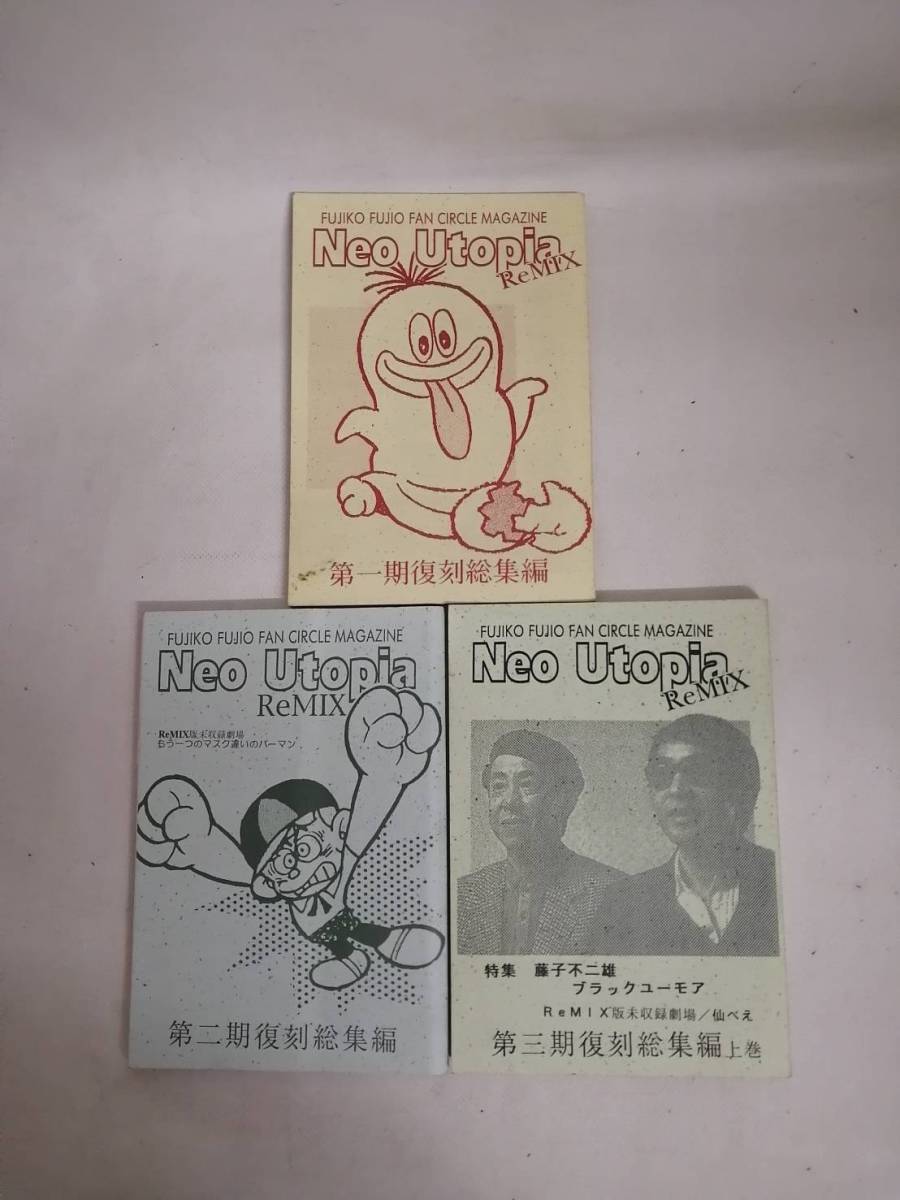 FUJIKO FUJIO FAN CIRCLE MAGAZINE
Neo Utopia
ReMIX
第一期復刻総集編
FUJIKO FUJIO FAN CIRCLE MAGAZINE
Neo Utopia
ReMIX
ReMIX版未収録劇場
もう一つのマスク違いのパーマン
第二期復刻総集編
FUJIKO FUJIO FAN CIRCLE MAGAZINE
Neo Utopia
ReMIX
特集 藤子不二雄
ブラックユーモア
ReMIX版未収録劇場/仙べえ
第三期復刻総集編上巻